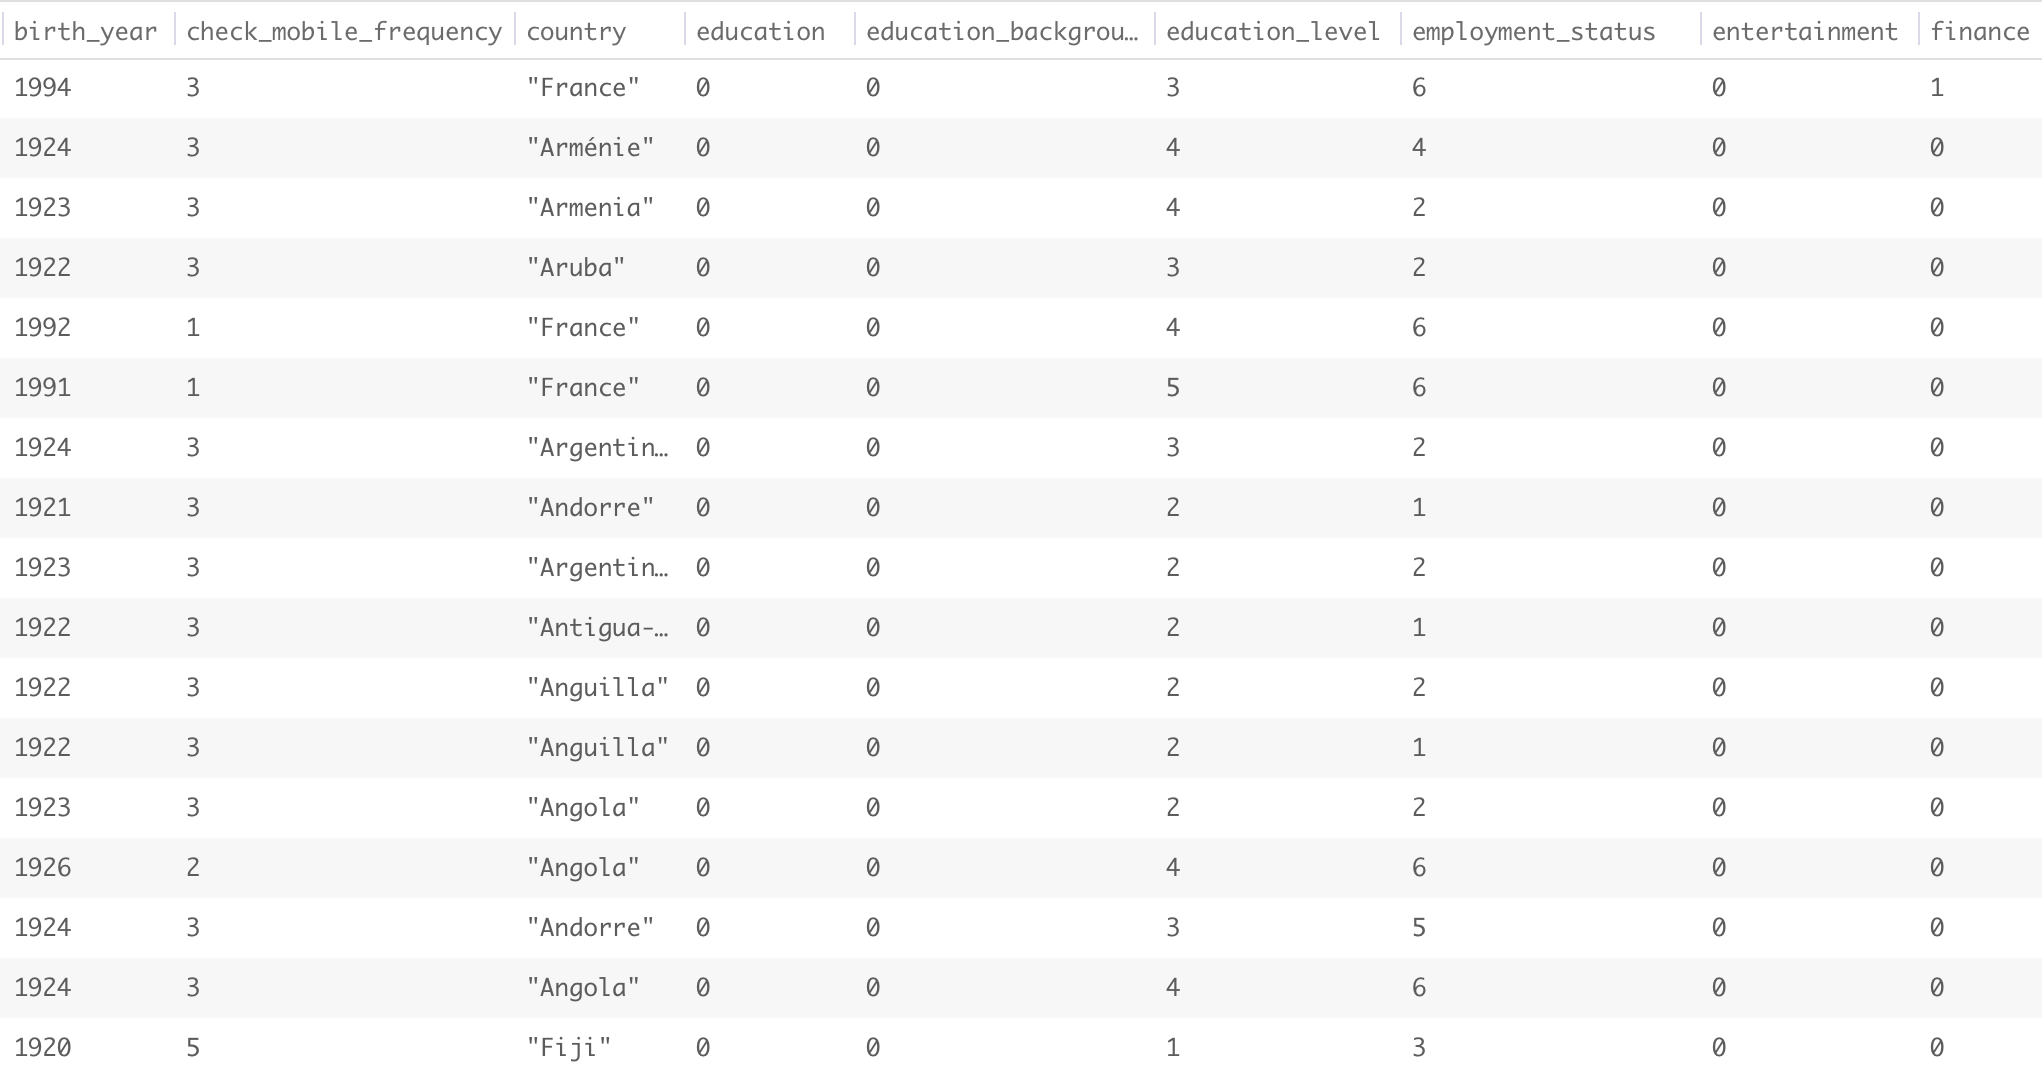 birth_year check_mobile_frequency country education education_backgrou… education_level employment_status entertainment finance
1994 3 "France" 0 0 3 6 0 1
1924 3 "Arménie" 0 0 4 4 0 0
1923 3 "Armenia" 0 0 4 2 0 0
1922 3 "Aruba" 0 0 3 2 0 0
1992 1 "France" 0 0 4 6 0 0
1991 1 "France" 0 0 5 6 0 0
1924 3 "Argentin… 0 0 3 2 0 0
1921 3 "Andorre" 0 0 2 1 0 0
1923 3 "Argentin… 0 0 2 2 0 0
1922 3 "Antigua-… 0 0 2 1 0 0
1922 3 "Anguilla" 0 0 2 2 0 0
1922 3 "Anguilla" 0 0 2 1 0 0
1923 3 "Angola" 0 0 2 2 0 0
1926 2 "Angola" 0 0 4 6 0 0
1924 3 "Andorre" 0 0 3 5 0 0
1924 3 "Angola" 0 0 4 6 0 0
1920 5 "Fiji" 0 0 1 3 0 0